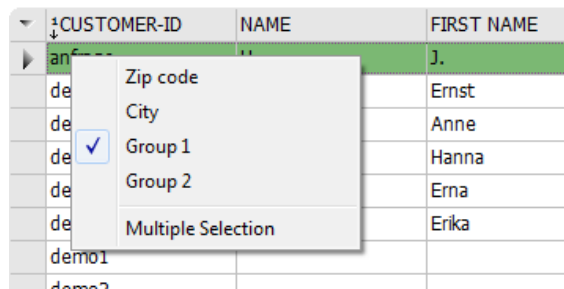 CUSTOMER-ID NAME FIRST NAME
J.
Zip code
Ernst
City
Anne
Group 1
Hanna
Group 2
Erna
Multiple Selection
Erika
demo1